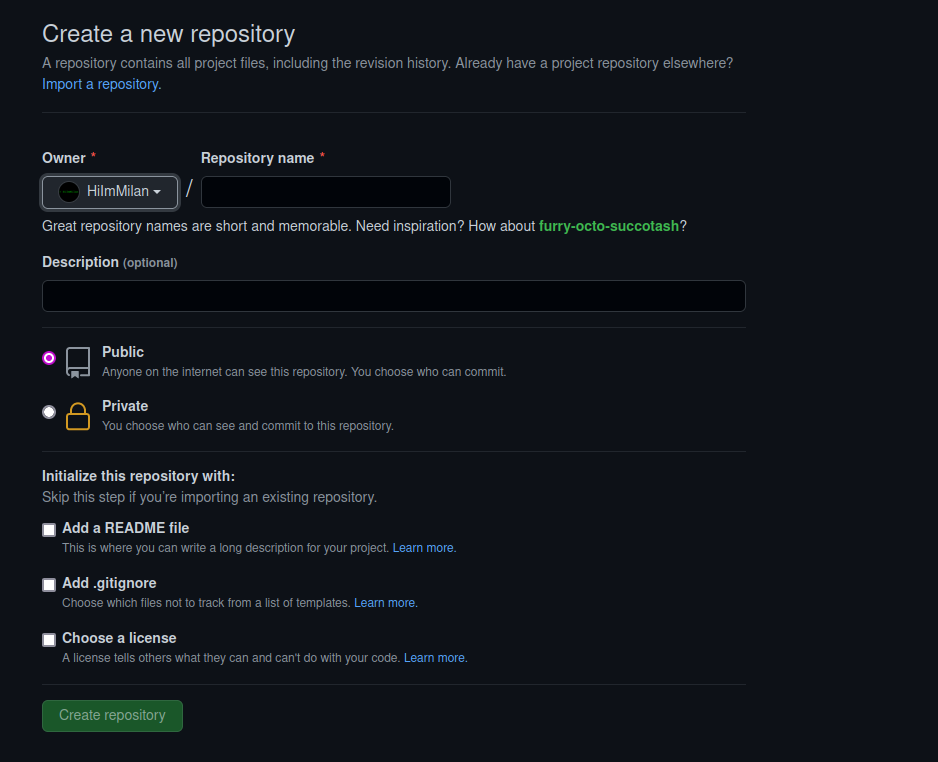 Create a new repository
A repository contains all project files, including the revision history. Already have a project repository elsewhere?
Import a repository.
Owner * Repository name *
HiImMilan /
Great repository names are short and memorable. Need inspiration? How about furry-octo-succotash?
Description (optional)
Public
Anyone on the internet can see this repository. You choose who can commit.
Private
You choose who can see and commit to this repository.
Initialize this repository with:
Skip this step if you’re importing an existing repository.
Add a README file
This is where you can write a long description for your project. Learn more.
Add .gitignore
Choose which files not to track from a list of templates. Learn more.
Choose a license
A license tells others what they can and can't do with your code. Learn more.
Create repository